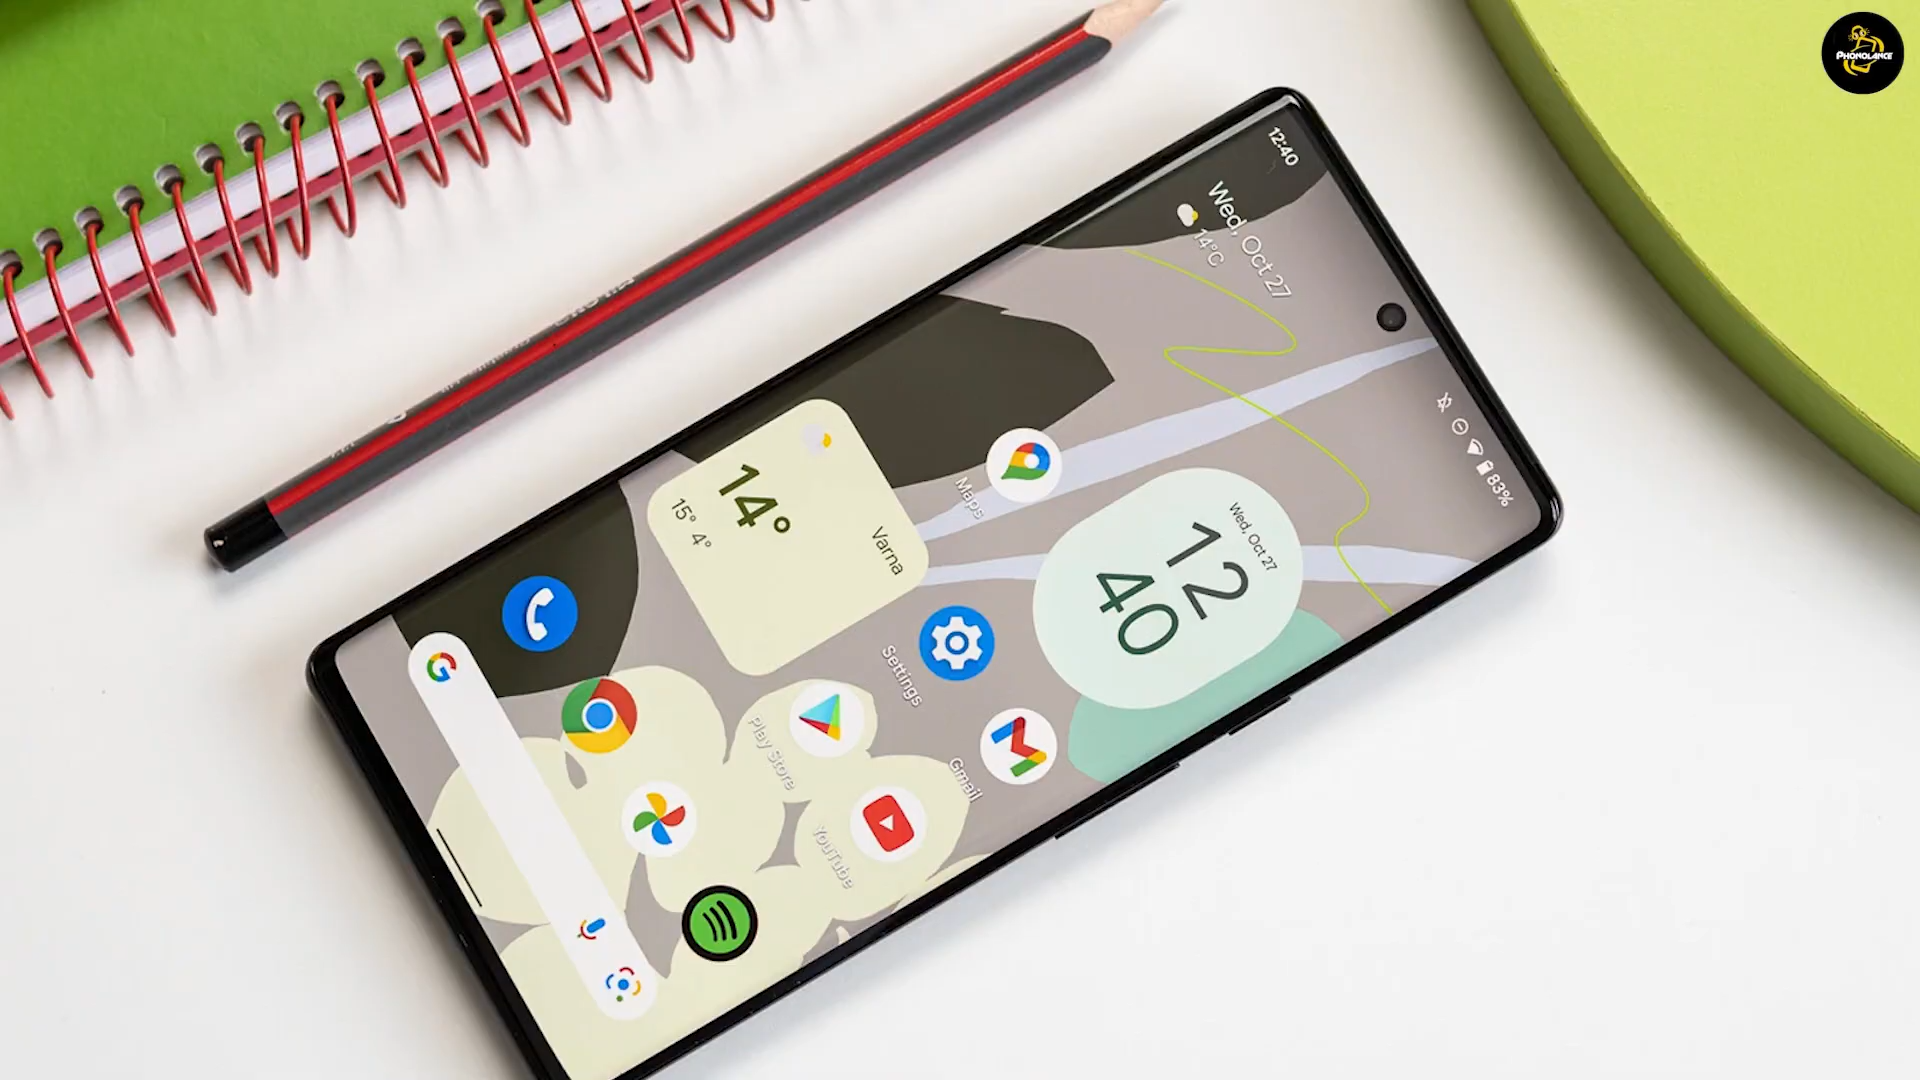 PHONOLANCE
12:40
83%
Wed, Oct 27
14°C
Wed, Oct 27
12
40
Maps
14°
15° 4°
Varna
Settings
Gmail
Play Store
YouTube
G